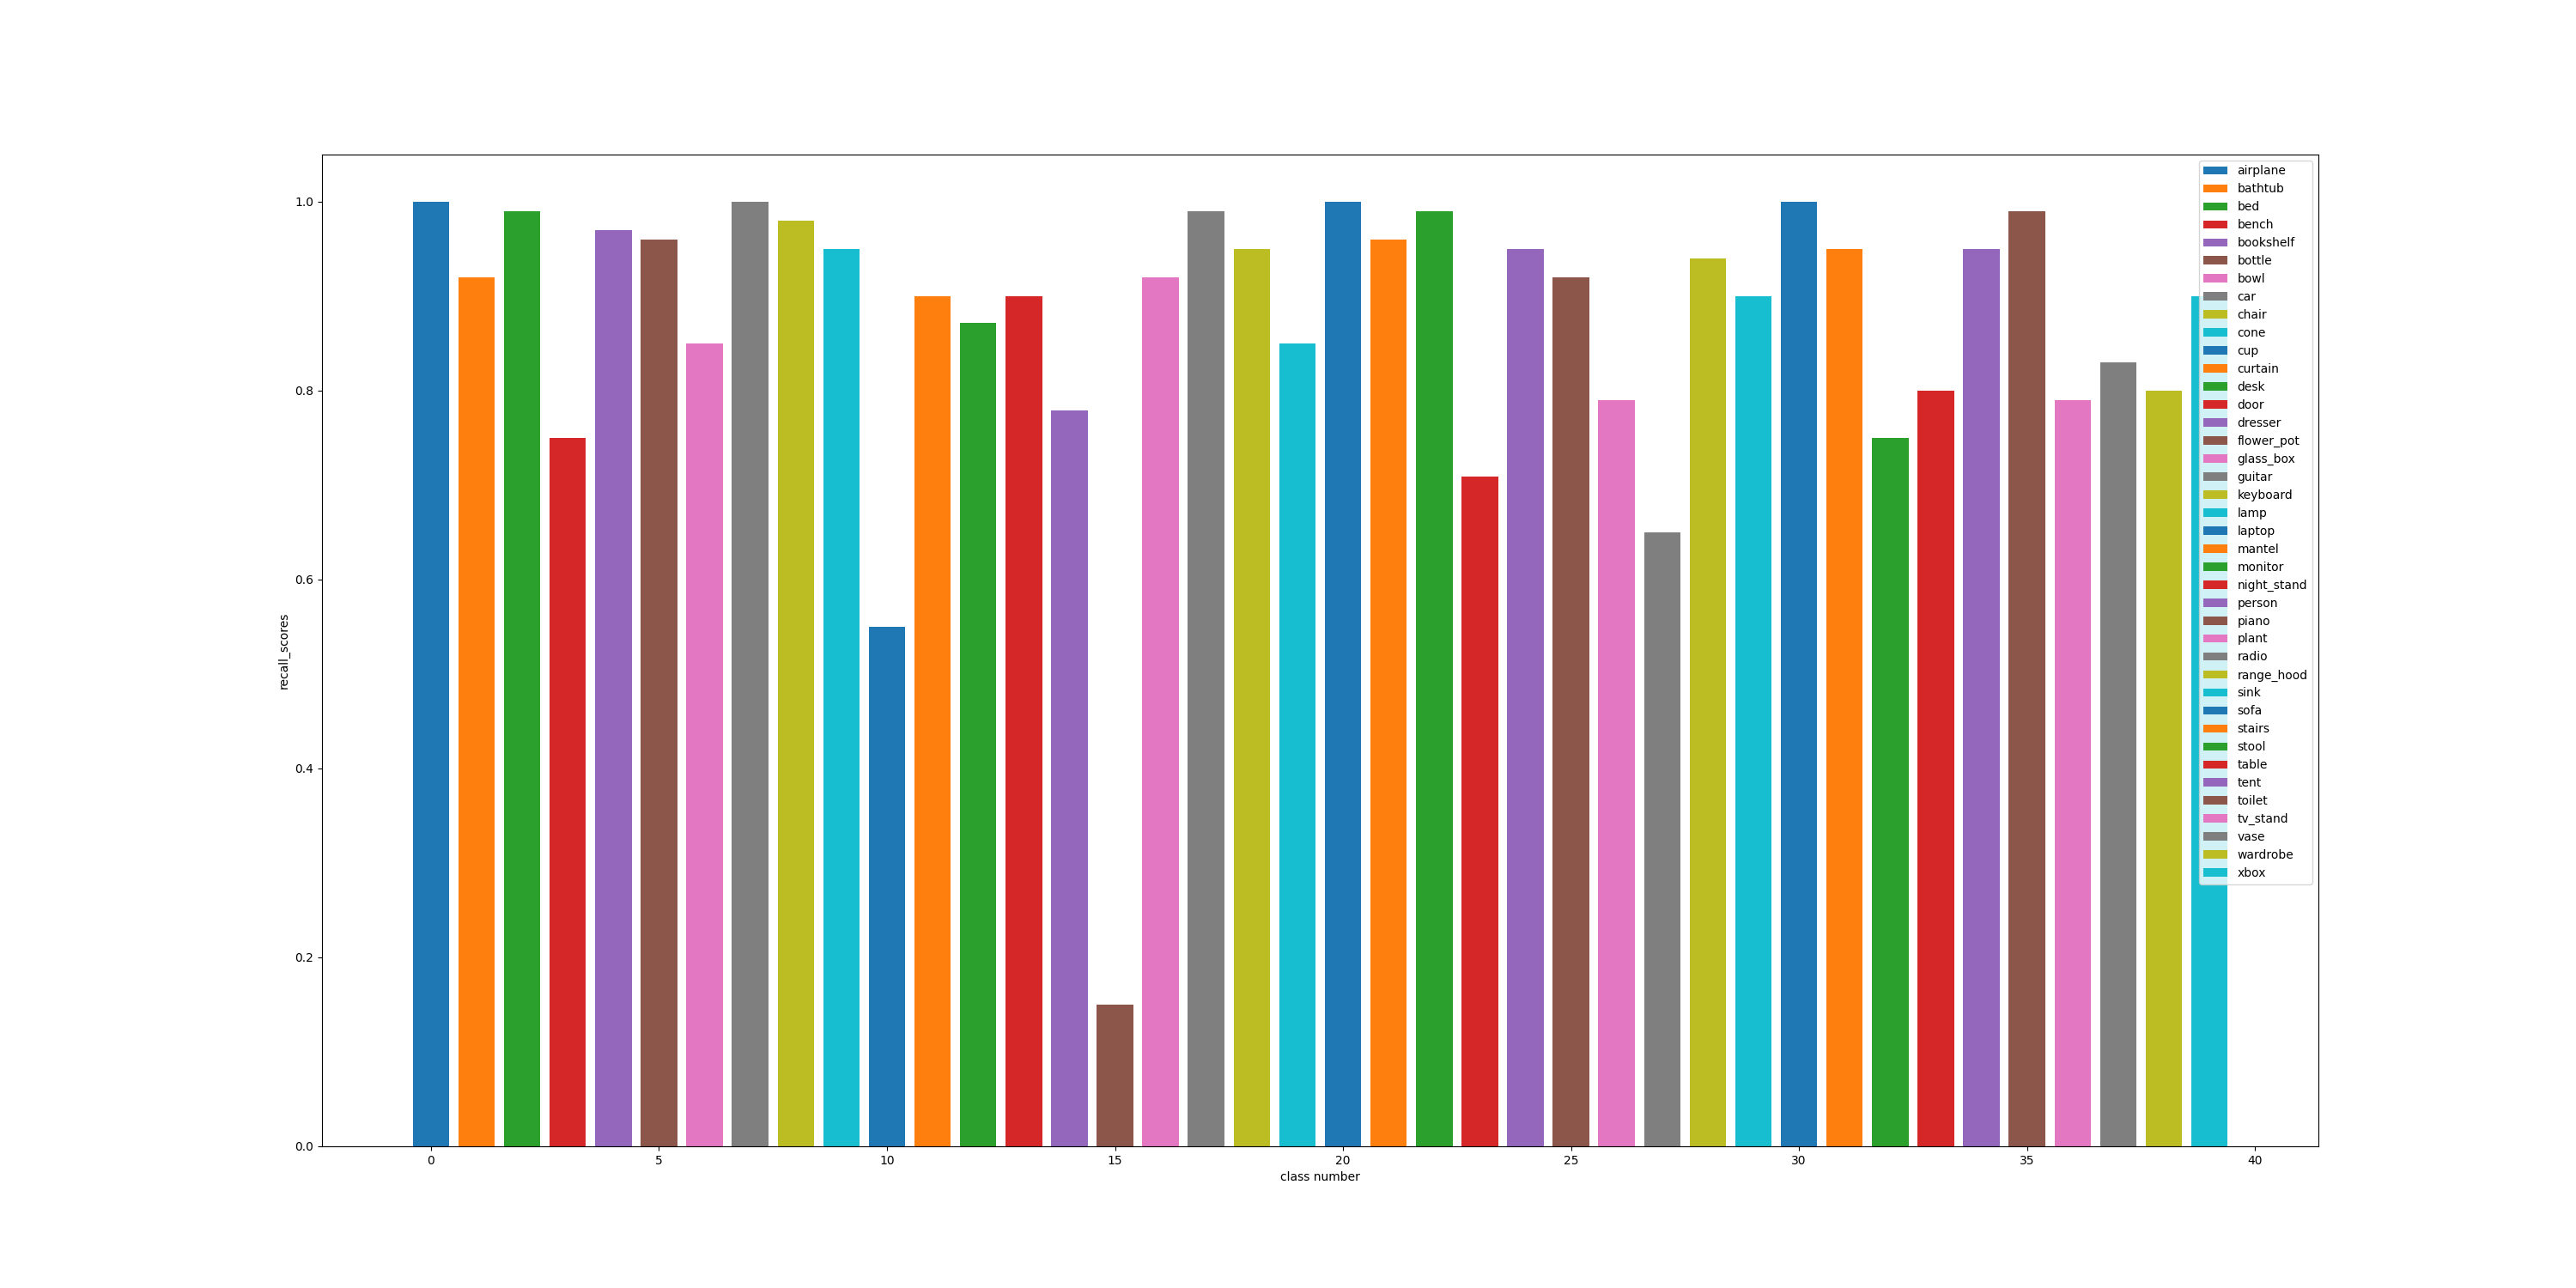 1.0
0.8
0.6
0.4
0.2
0.0
recall_scores
0 5 10 15 20 25 30 35 40
class number
airplane
bathtub
bed
bench
bookshelf
bottle
bowl
car
chair
cone
cup
curtain
desk
door
dresser
flower_pot
glass_box
guitar
keyboard
lamp
laptop
mantel
monitor
night_stand
person
piano
plant
radio
range_hood
sink
sofa
stairs
stool
table
tent
toilet
tv_stand
vase
wardrobe
xbox